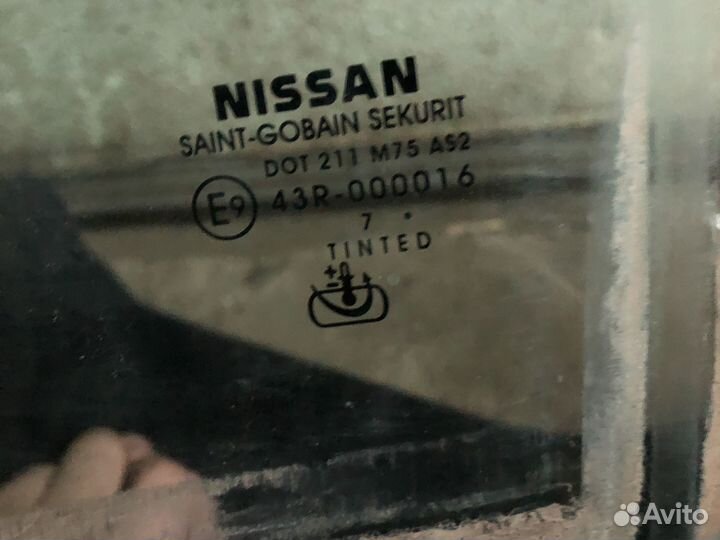 NISSAN
SAINT-GOBAIN SEKURIT
DOT 211 M75 AS2
E9 43R-000016
7 •
TINTED
+
-
Avito